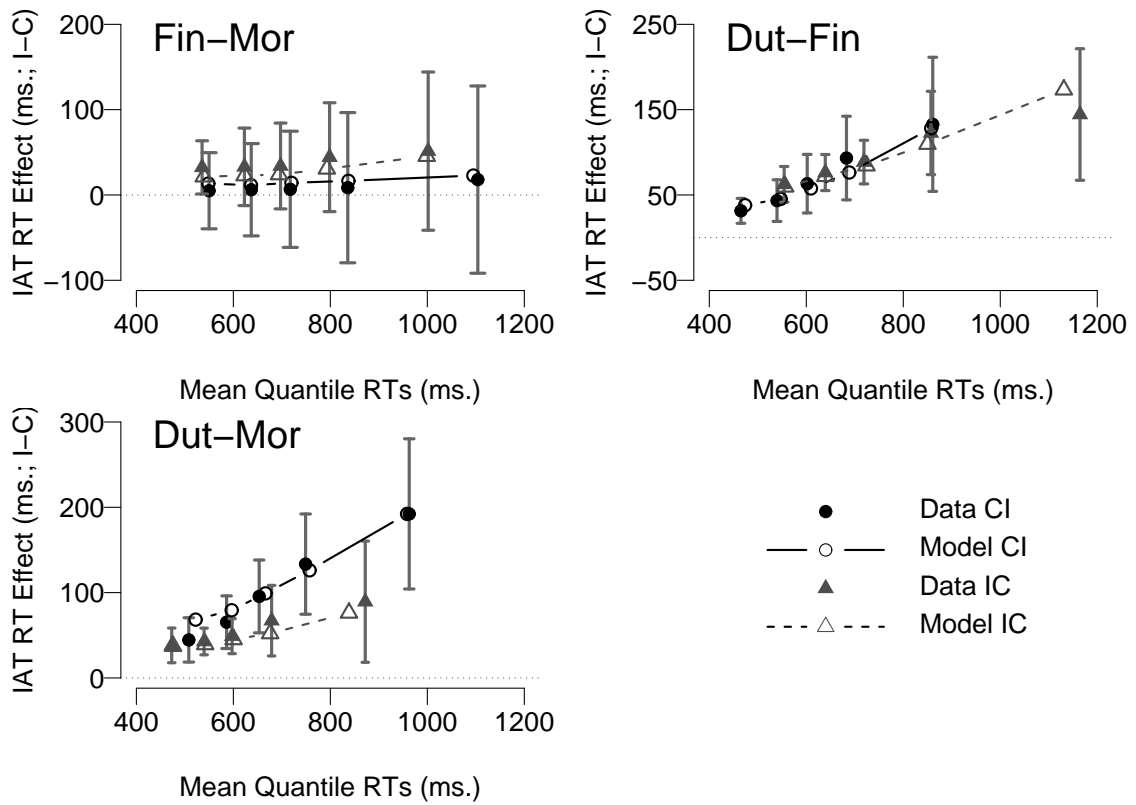 Fin−Mor
IAT RT Effect (ms.; I−C)
200
100
0
−100
400 600 800 1000 1200
Mean Quantile RTs (ms.)
Dut−Fin
IAT RT Effect (ms.; I−C)
250
150
50
−50
400 600 800 1000 1200
Mean Quantile RTs (ms.)
Dut−Mor
IAT RT Effect (ms.; I−C)
300
200
100
0
400 600 800 1000 1200
Mean Quantile RTs (ms.)
Data CI
Model CI
Data IC
Model IC